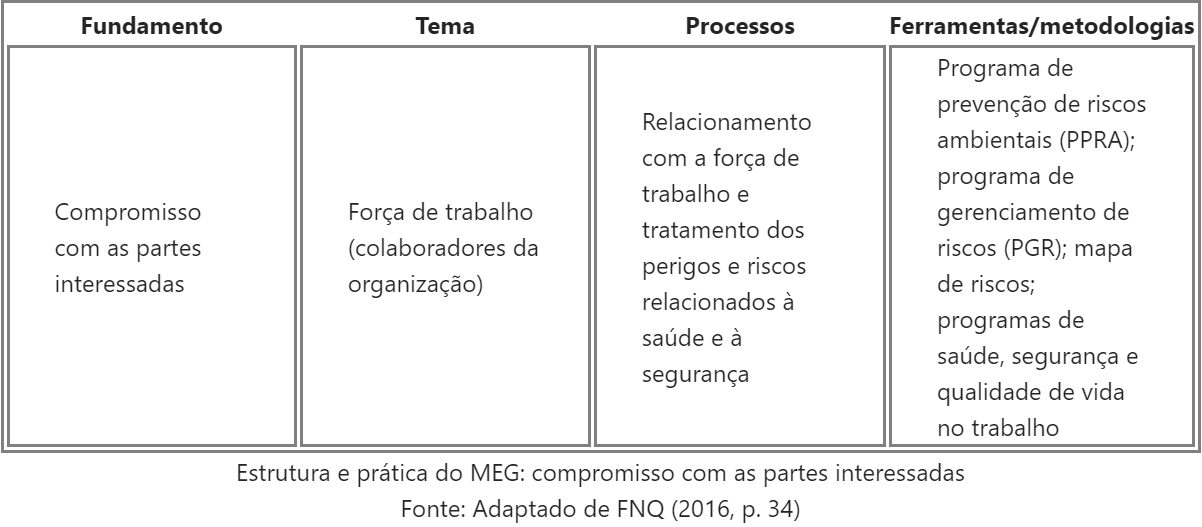 Fundamento
Tema
Processos
Ferramentas/metodologias
Compromisso
com as partes
interessadas
Força de trabalho
(colaboradores da
organização)
Relacionamento
com a força de
trabalho e
tratamento dos
perigos e riscos
relacionados à
saúde e à
segurança
Programa de
prevenção de riscos
ambientais (PPRA);
programa de
gerenciamento de
riscos (PGR); mapa
de riscos;
programas de
saúde, segurança e
qualidade de vida
no trabalho
Estrutura e prática do MEG: compromisso com as partes interessadas
Fonte: Adaptado de FNQ (2016, p. 34)